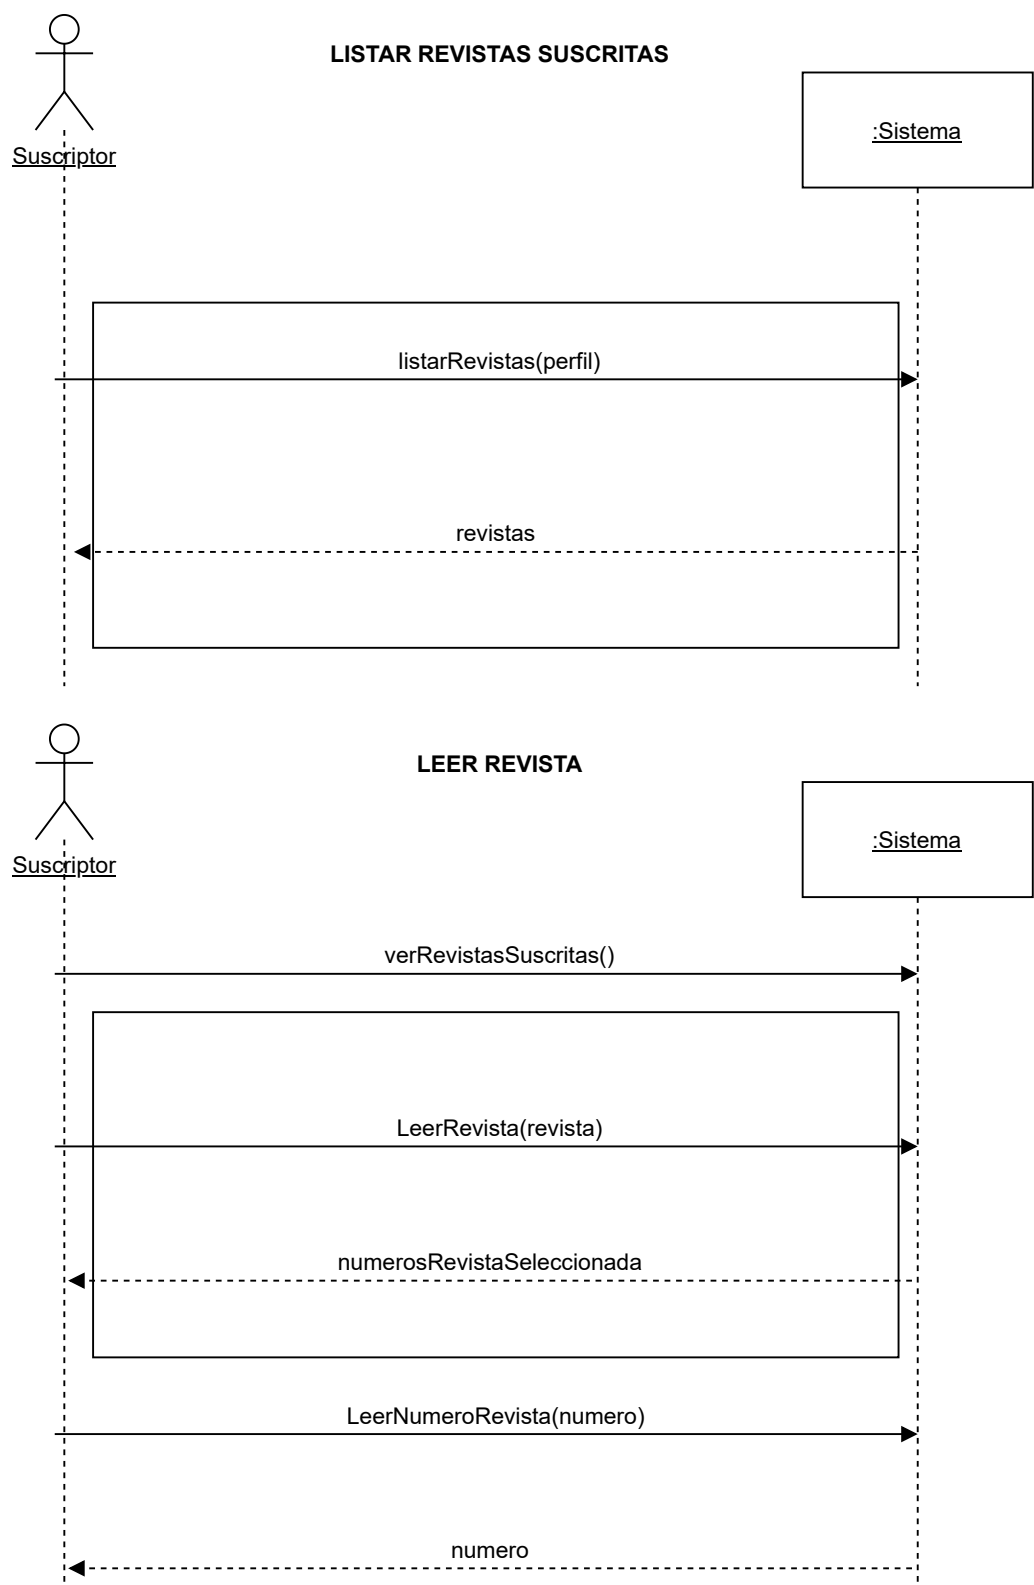 LISTAR REVISTAS SUSCRITAS
:Sistema
Suscriptor
listarRevistas(perfil)
revistas
LEER REVISTA
:Sistema
Suscriptor
verRevistasSuscritas()
LeerRevista(revista)
numerosRevistaSeleccionada
LeerNumeroRevista(numero)
numero